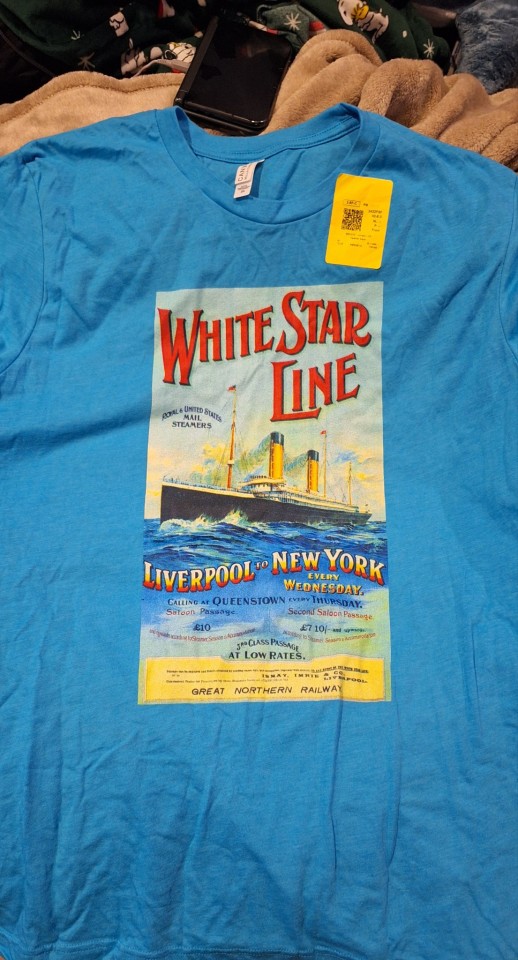 WHITE STAR
LINE
ROYAL & UNITED STATES
MAIL
STEAMERS
LIVERPOOL TO NEW YORK
EVERY
WEDNESDAY.
CALLING AT QUEENSTOWN EVERY THURSDAY.
Saloon Passage.
Second Saloon Passage.
£10
£7 10/- and upwards
3RD CLASS PASSAGE
AT LOW RATES.
ISMAY, IMRIE & CO.
LIVERPOOL.
GREAT NORTHERN RAILWAY